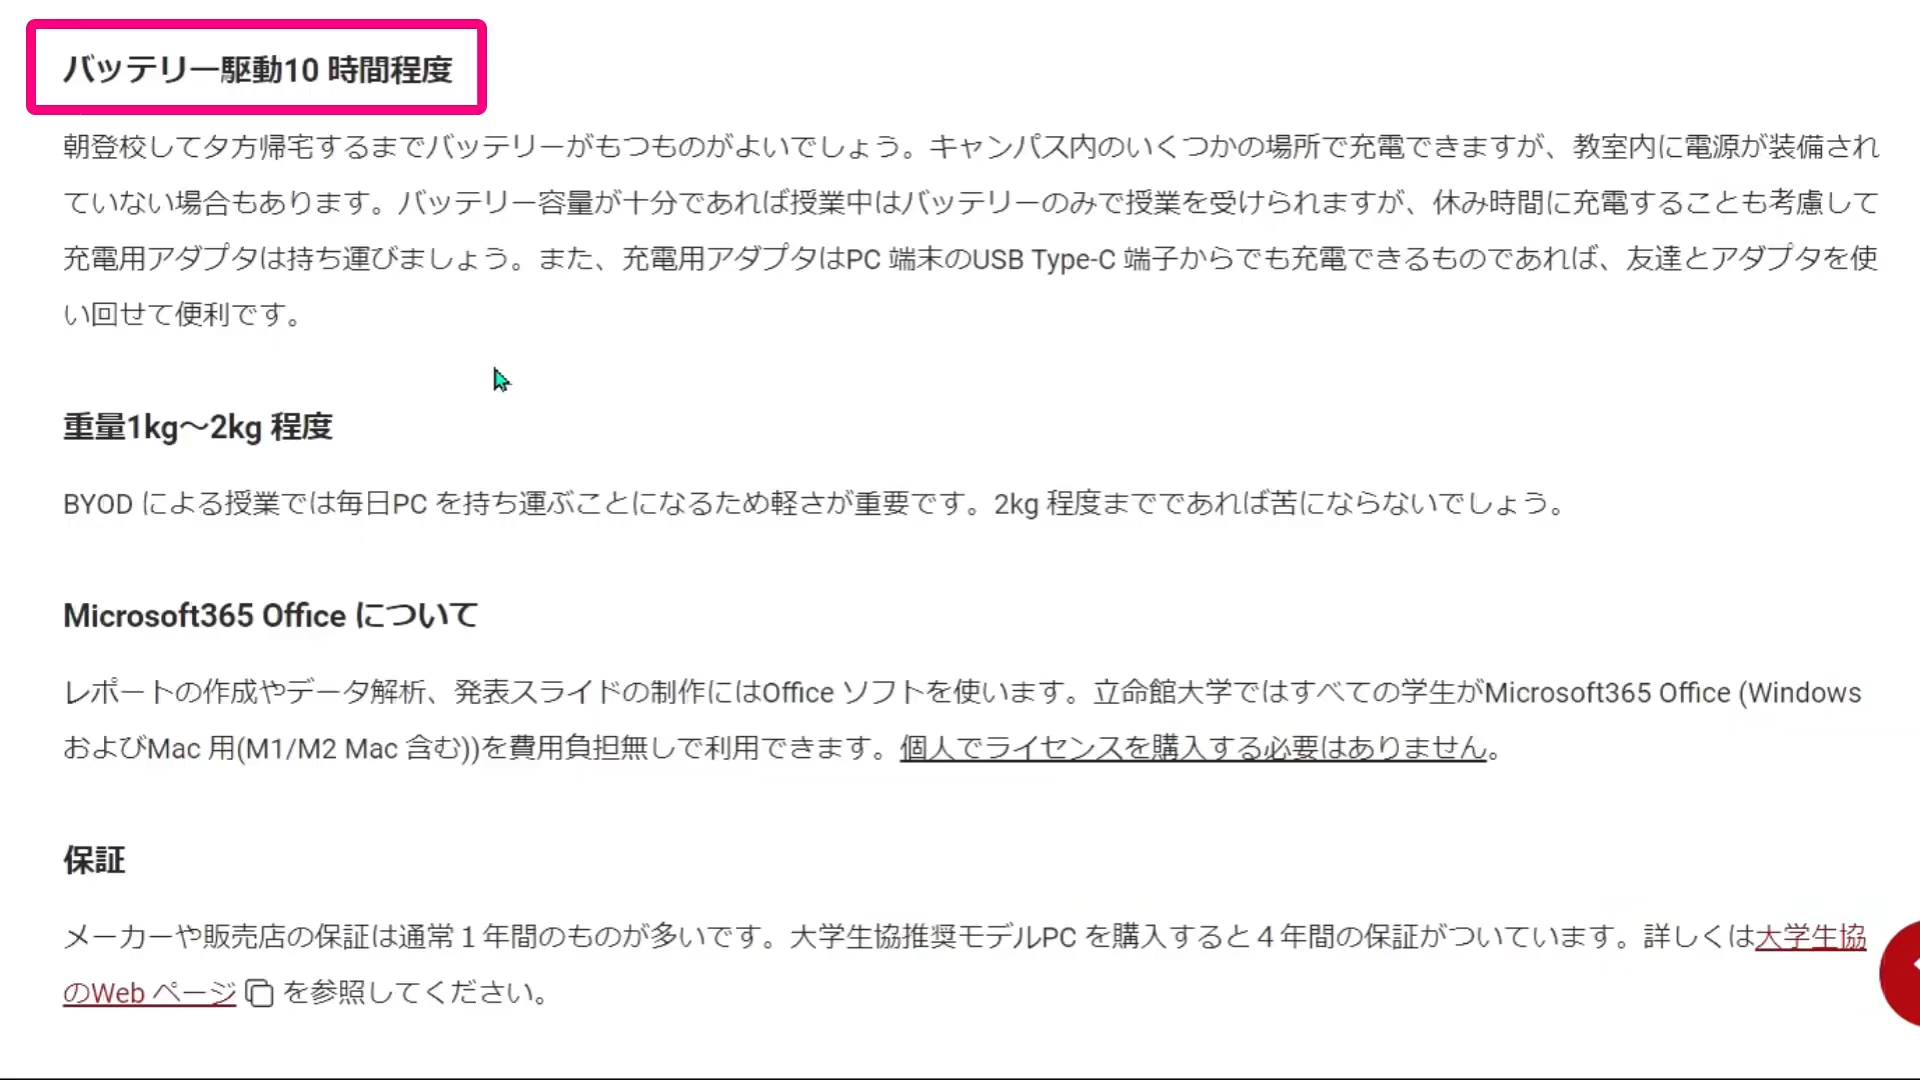 バッテリー駆動10 時間程度
朝登校して夕方帰宅するまでバッテリーがもつものがよいでしょう。キャンパス内のいくつかの場所で充電できますが、教室内に電源が装備され
ていない場合もあります。バッテリー容量が十分であれば授業中はバッテリーのみで授業を受けられますが、休み時間に充電することも考慮して
充電用アダプタは持ち運びましょう。また、充電用アダプタはPC 端末のUSB Type-C 端子からでも充電できるものであれば、友達とアダプタを使
い回せて便利です。
重量1kg～2kg 程度
BYOD による授業では毎日PC を持ち運ぶことになるため軽さが重要です。2kg 程度までであれば苦にならないでしょう。
Microsoft365 Office について
レポートの作成やデータ解析、発表スライドの制作にはOffice ソフトを使います。立命館大学ではすべての学生がMicrosoft365 Office (Windows
およびMac 用(M1/M2 Mac 含む))を費用負担無しで利用できます。個人でライセンスを購入する必要はありません。
保証
メーカーや販売店の保証は通常１年間のものが多いです。大学生協推奨モデルPC を購入すると４年間の保証がついています。詳しくは大学生協
のWeb ページ を参照してください。